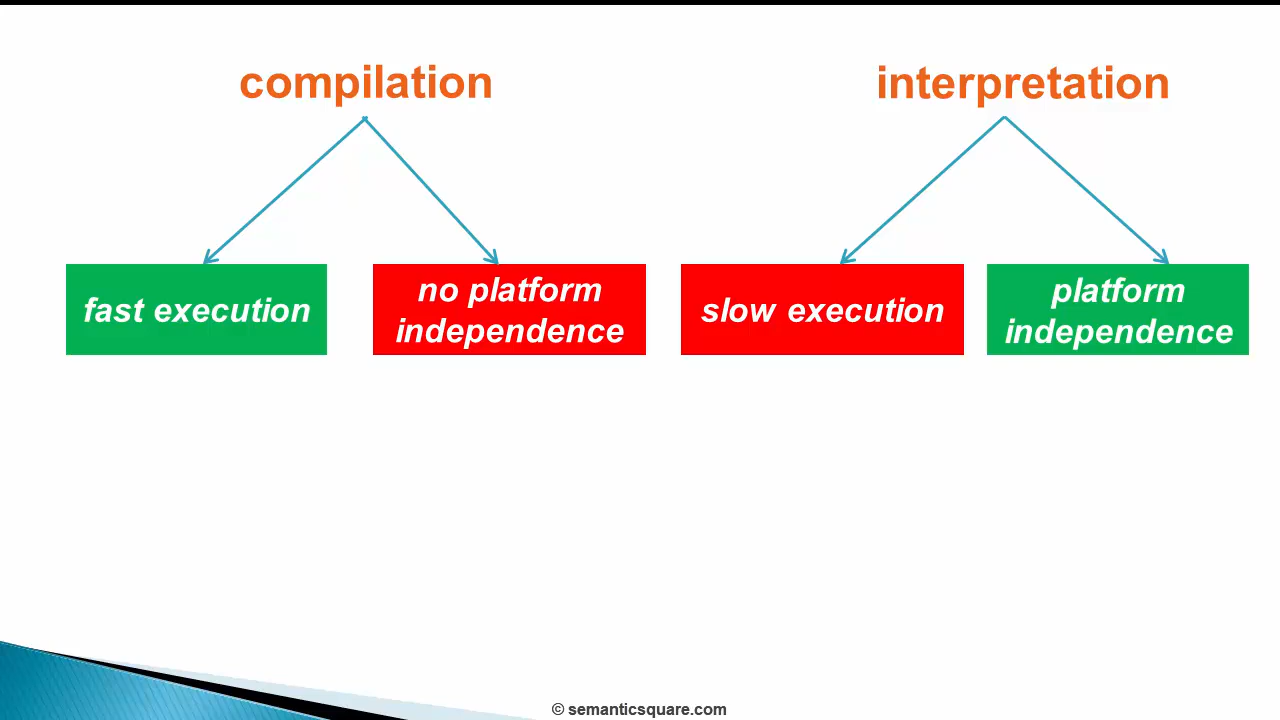 compilation
interpretation
fast execution
no platform
independence
slow execution
platform
independence
© semanticsquare.com